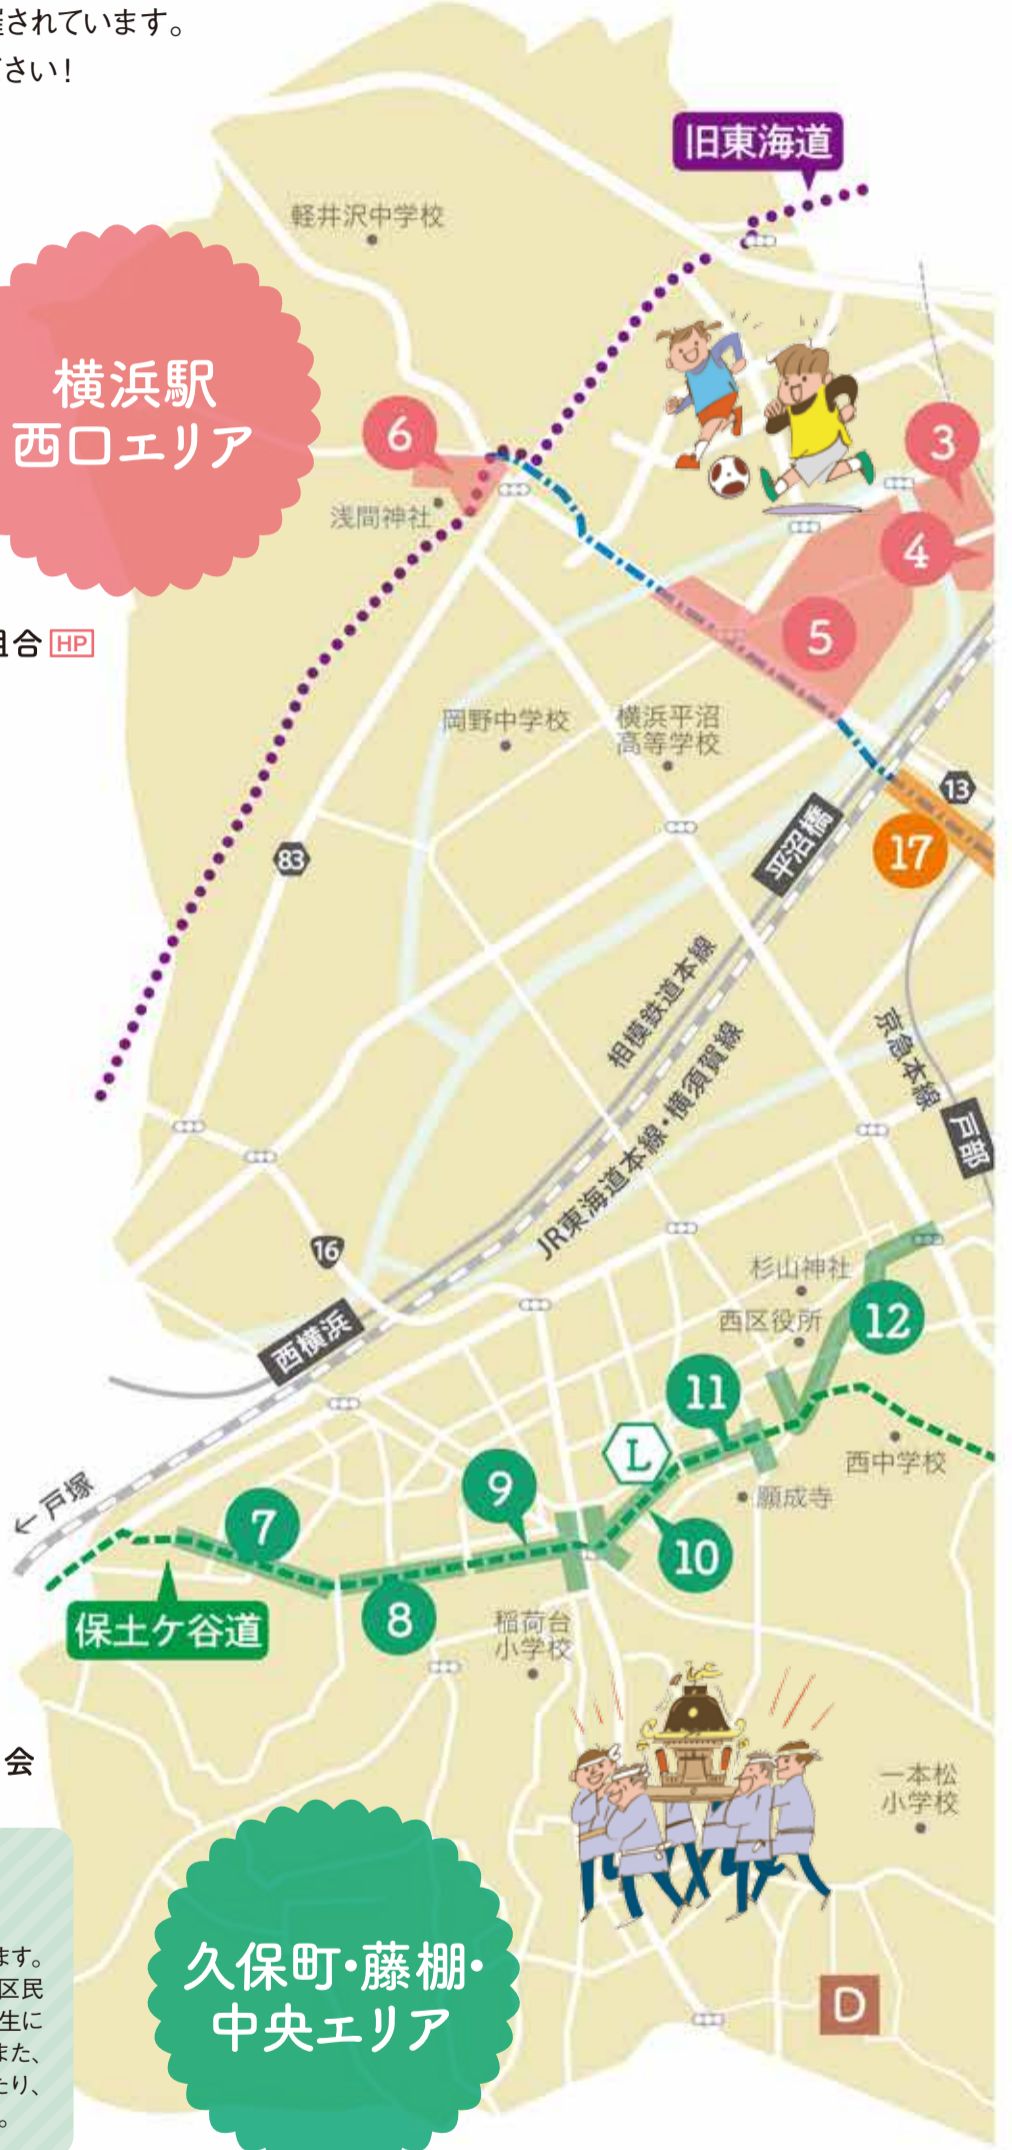 催されています。
ださい!
旧東海道
軽井沢中学校
横浜駅
西口エリア
6
3
浅間神社
4
5
組合 HP
岡野中学校
横浜平沼
高等学校
13
平沼橋
17
83
相模鉄道本線
JR東海道本線・横須賀線
京急本線
戸部
16
杉山神社
西区役所
12
西横浜
11
L
西中学校
←戸塚
9
願成寺
7
10
保土ケ谷道
8
稲荷台
小学校
会
一本松
小学校
久保町・藤棚・
中央エリア
D
ます。
区民
生に
また、
たり、
。